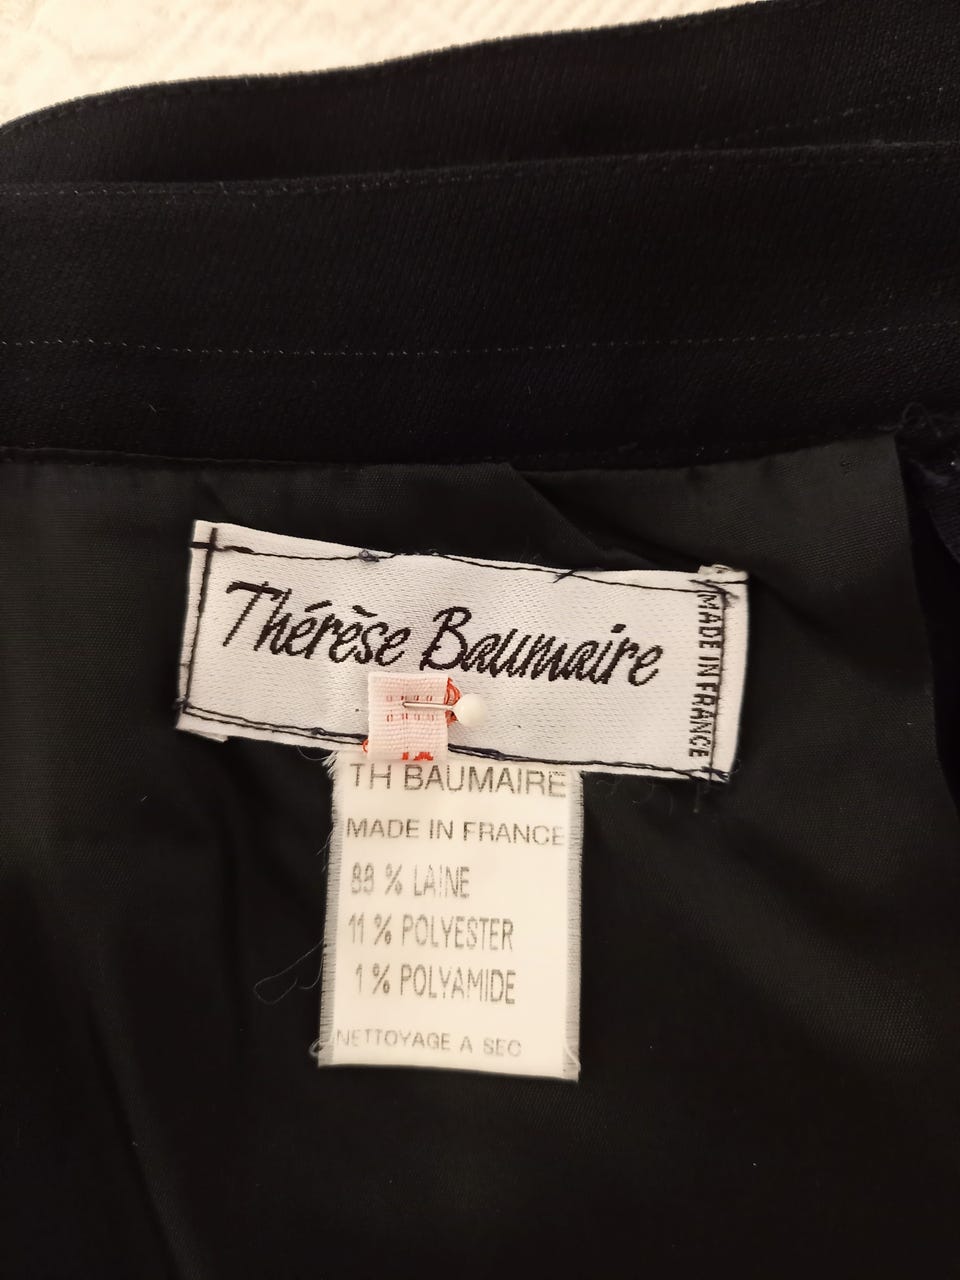 Thérèse Baumaire
MADE IN FRANCE
TH BAUMAIRE
MADE IN FRANCE
88 % LAINE
11 % POLYESTER
1 % POLYAMIDE
NETTOYAGE A SEC